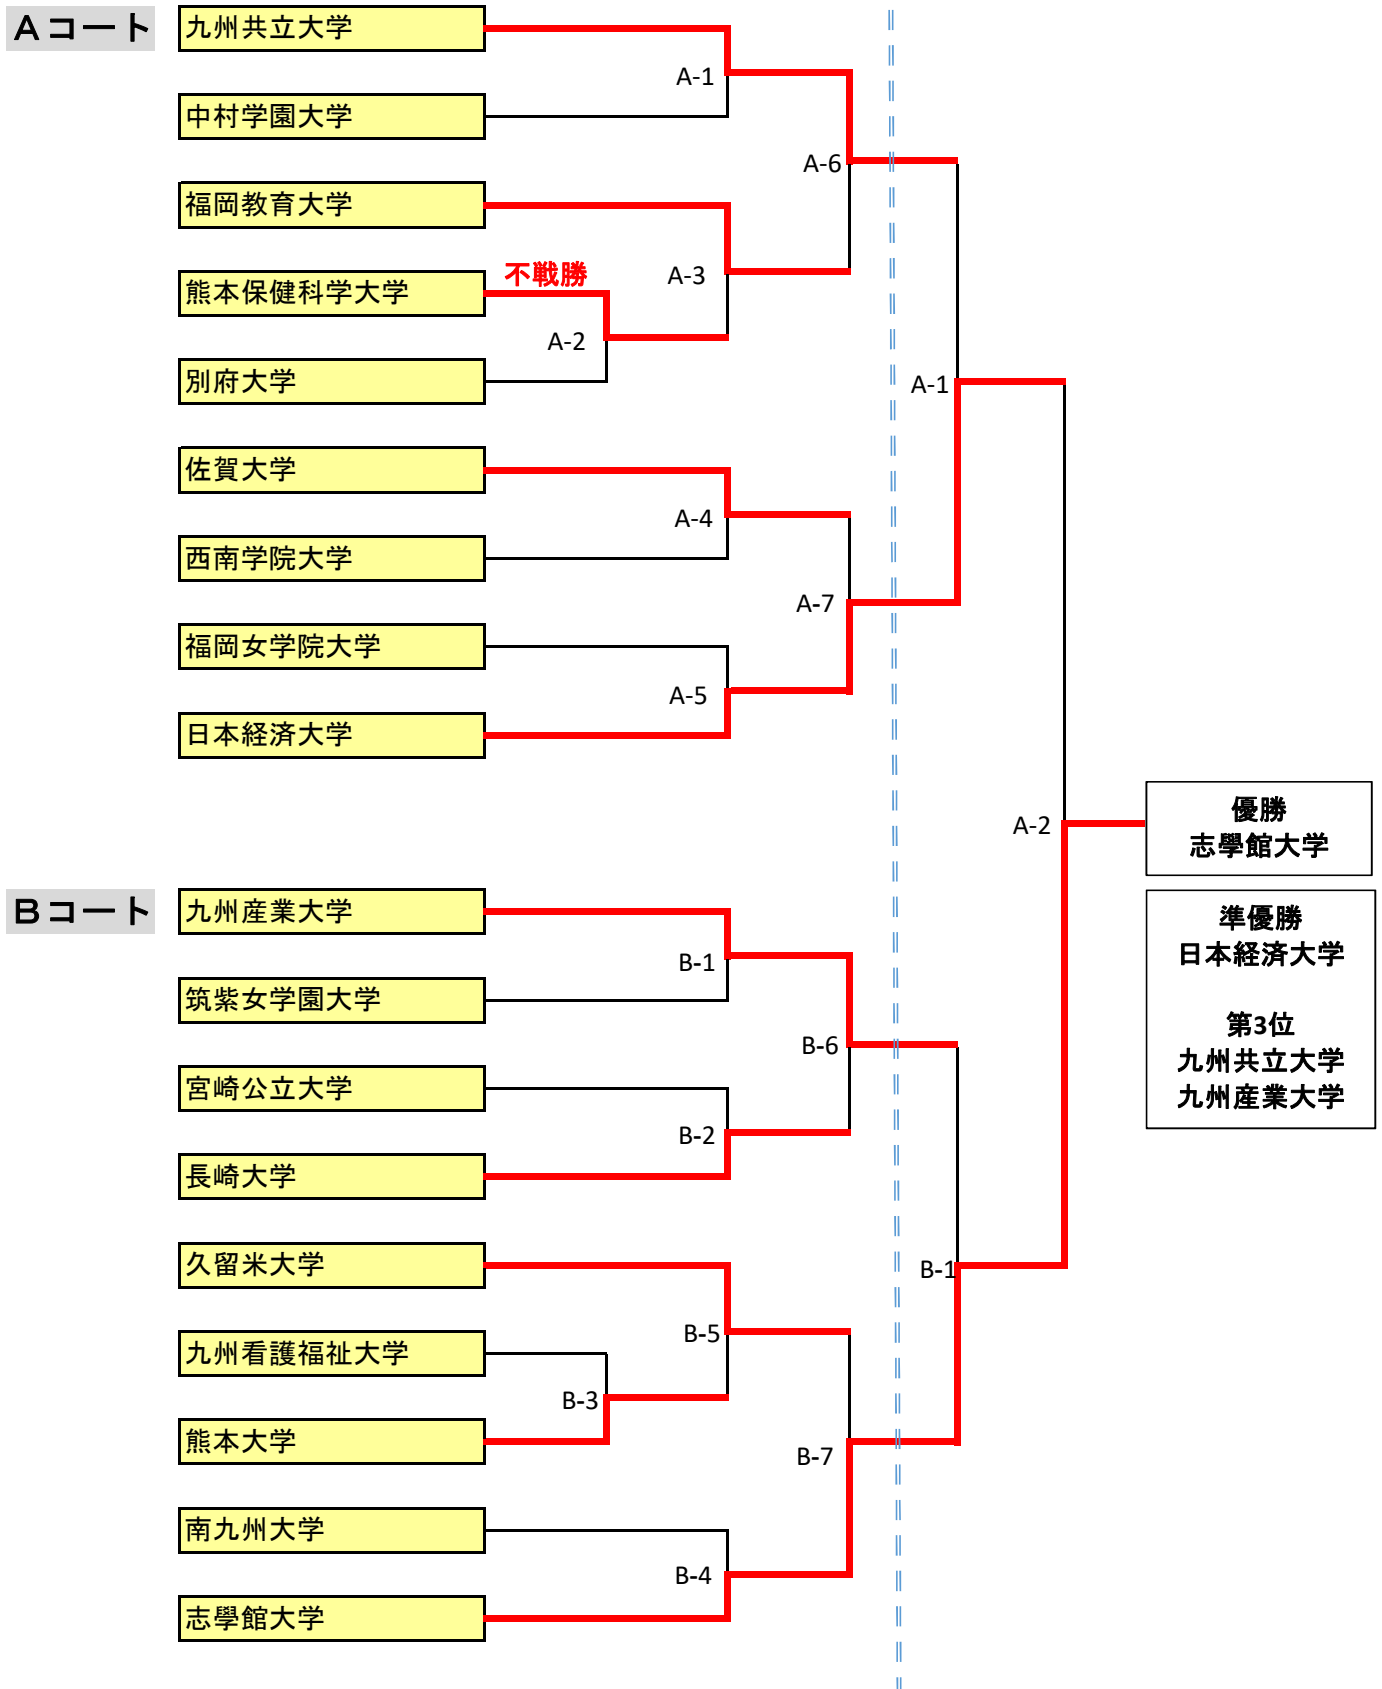 Aコート
九州共立大学
A-1
中村学園大学
A-6
福岡教育大学
不戦勝
A-3
熊本保健科学大学
A-2
別府大学
A-1
佐賀大学
A-4
西南学院大学
A-7
福岡女学院大学
A-5
日本経済大学
A-2
優勝
志學館大学
Bコート
九州産業大学
準優勝
日本経済大学
第3位
九州共立大学
九州産業大学
B-1
筑紫女学園大学
B-6
宮崎公立大学
B-2
長崎大学
久留米大学
B-1
B-5
九州看護福祉大学
B-3
熊本大学
B-7
南九州大学
B-4
志學館大学